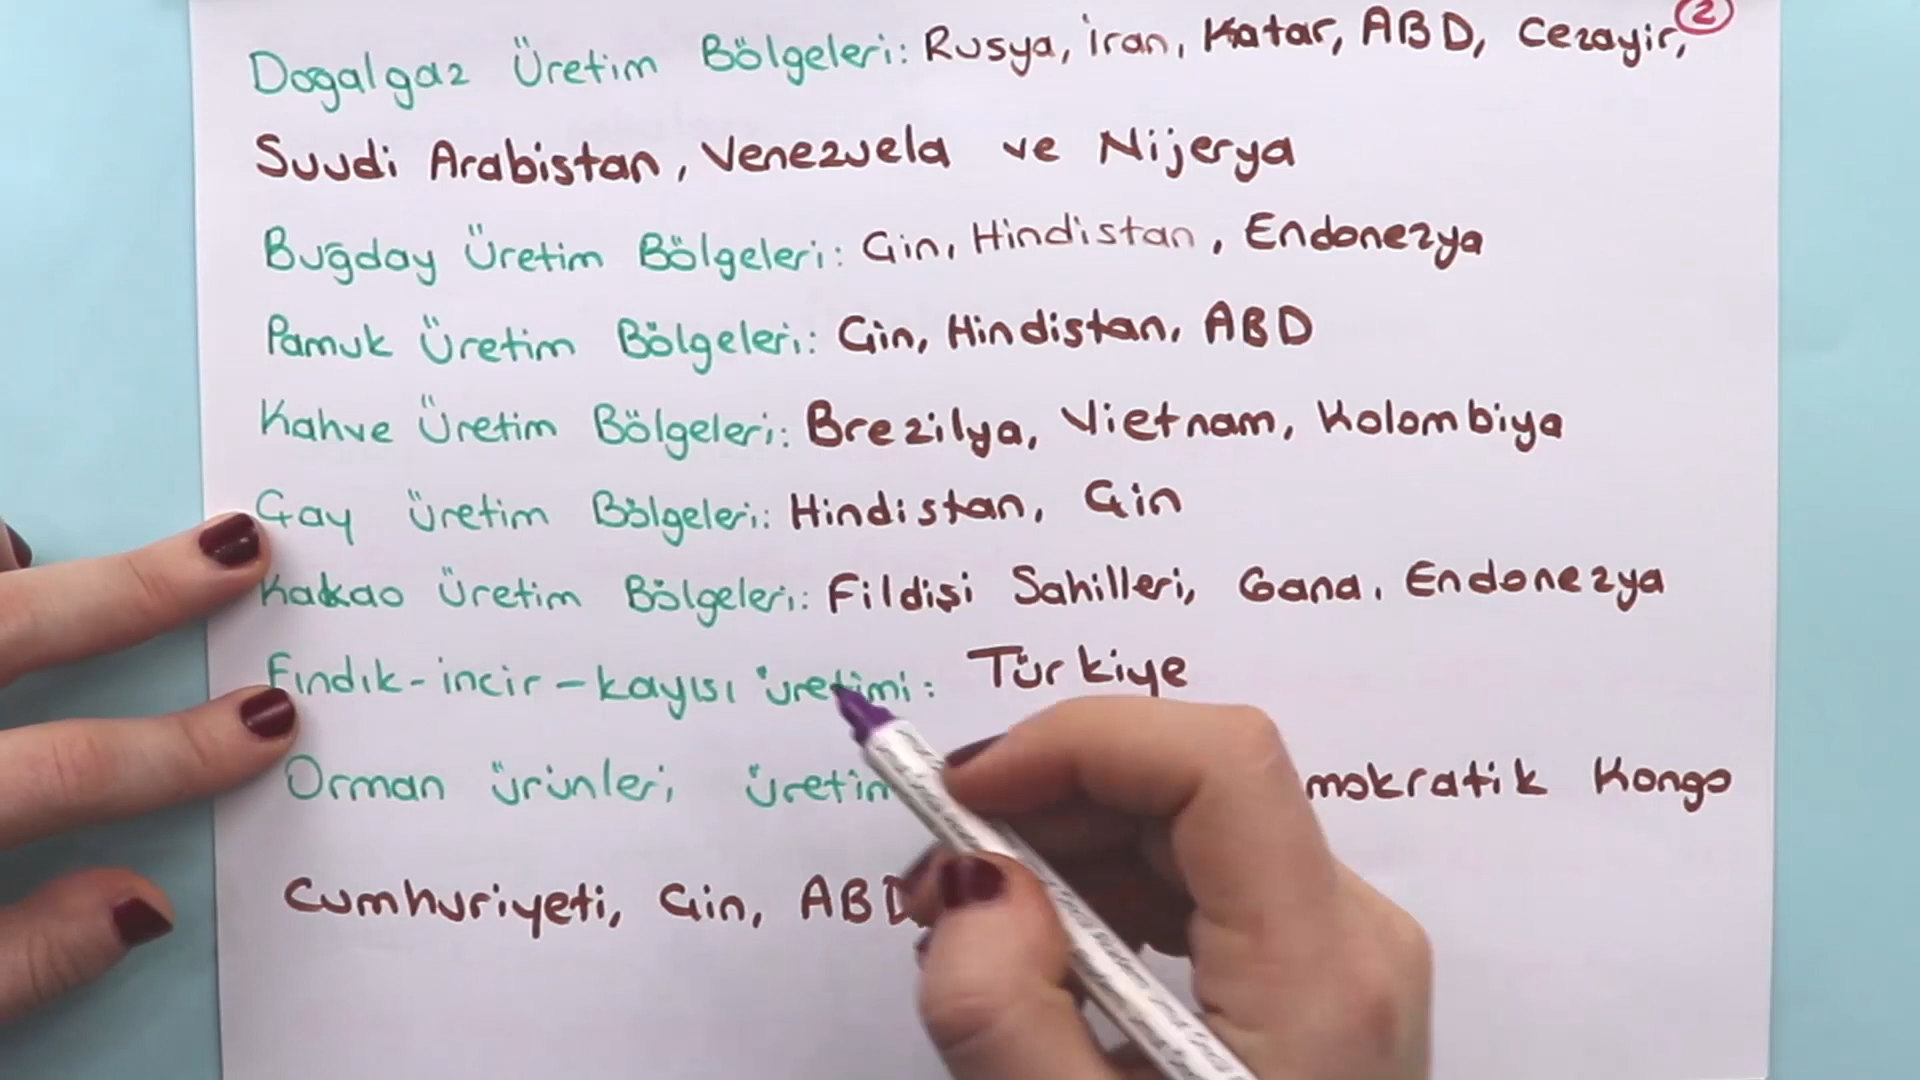 2
Doğalgaz Üretim Bölgeleri: Rusya, İran, Katar, ABD, Cezayir,
Suudi Arabistan, Venezuela ve Nijerya
Buğday Üretim Bölgeleri: Çin, Hindistan, Endonezya
Pamuk Üretim Bölgeleri: Çin, Hindistan, ABD
Kahve Üretim Bölgeleri: Brezilya, Vietnam, Kolombiya
Çay Üretim Bölgeleri: Hindistan, Çin
Kakao Üretim Bölgeleri: Fildişi Sahilleri, Gana, Endonezya
Fındık-incir-kayısı üretimi: Türkiye
Orman ürünleri üretim mokratik Kongo
Cumhuriyeti, Çin, ABD